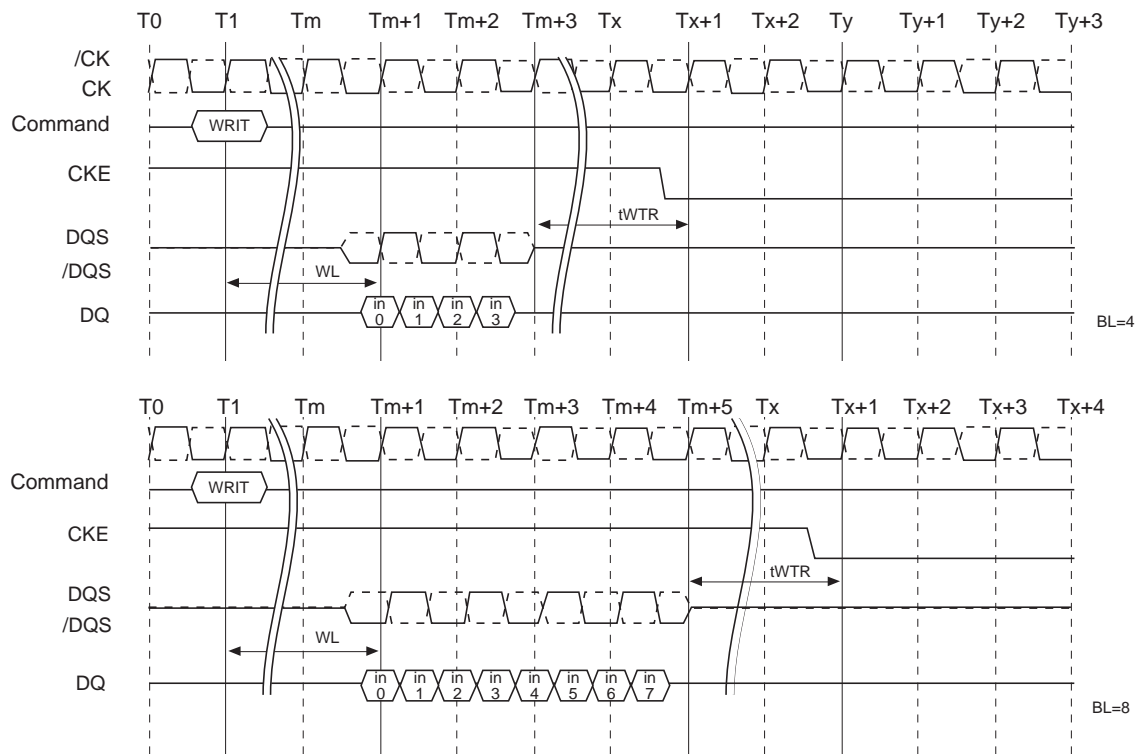 T0 T1 Tm Tm+1 Tm+2 Tm+3 Tx Tx+1 Tx+2 Ty Ty+1 Ty+2 Ty+3
/CK
CK
Command WRIT
CKE
tWTR
DQS
/DQS
WL
DQ in 0 in 1 in 2 in 3
BL=4
T0 T1 Tm Tm+1 Tm+2 Tm+3 Tm+4 Tm+5 Tx Tx+1 Tx+2 Tx+3 Tx+4
Command WRIT
CKE
tWTR
DQS
/DQS
WL
DQ in 0 in 1 in 2 in 3 in 4 in 5 in 6 in 7
BL=8